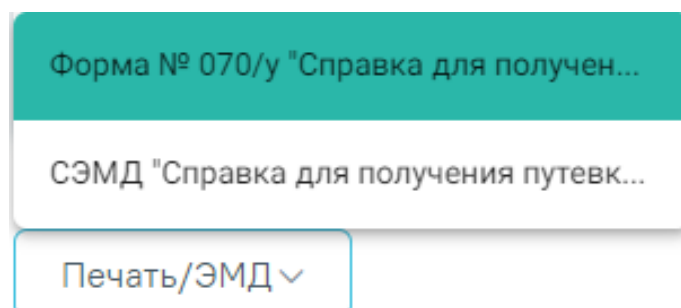 Форма № 070/у "Справка для получен...
СЭМД "Справка для получения путевк...
Печать/ЭМД